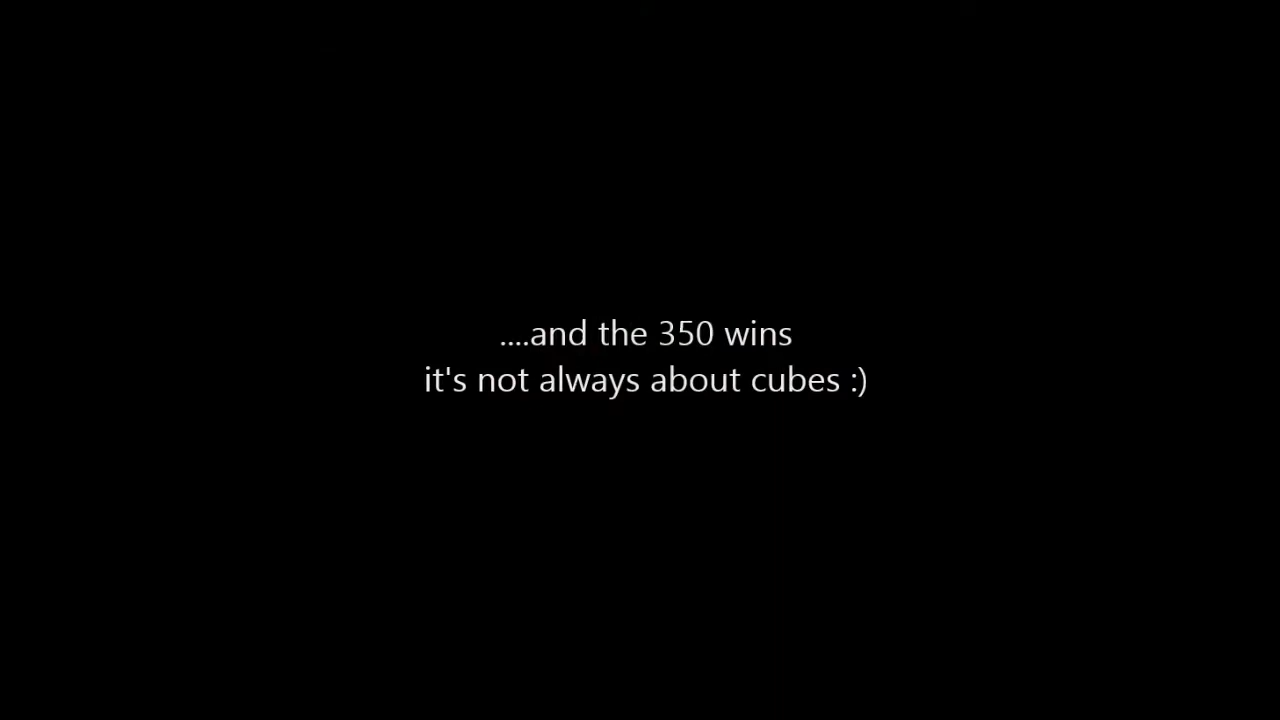 ....and the 350 wins
it's not always about cubes :)